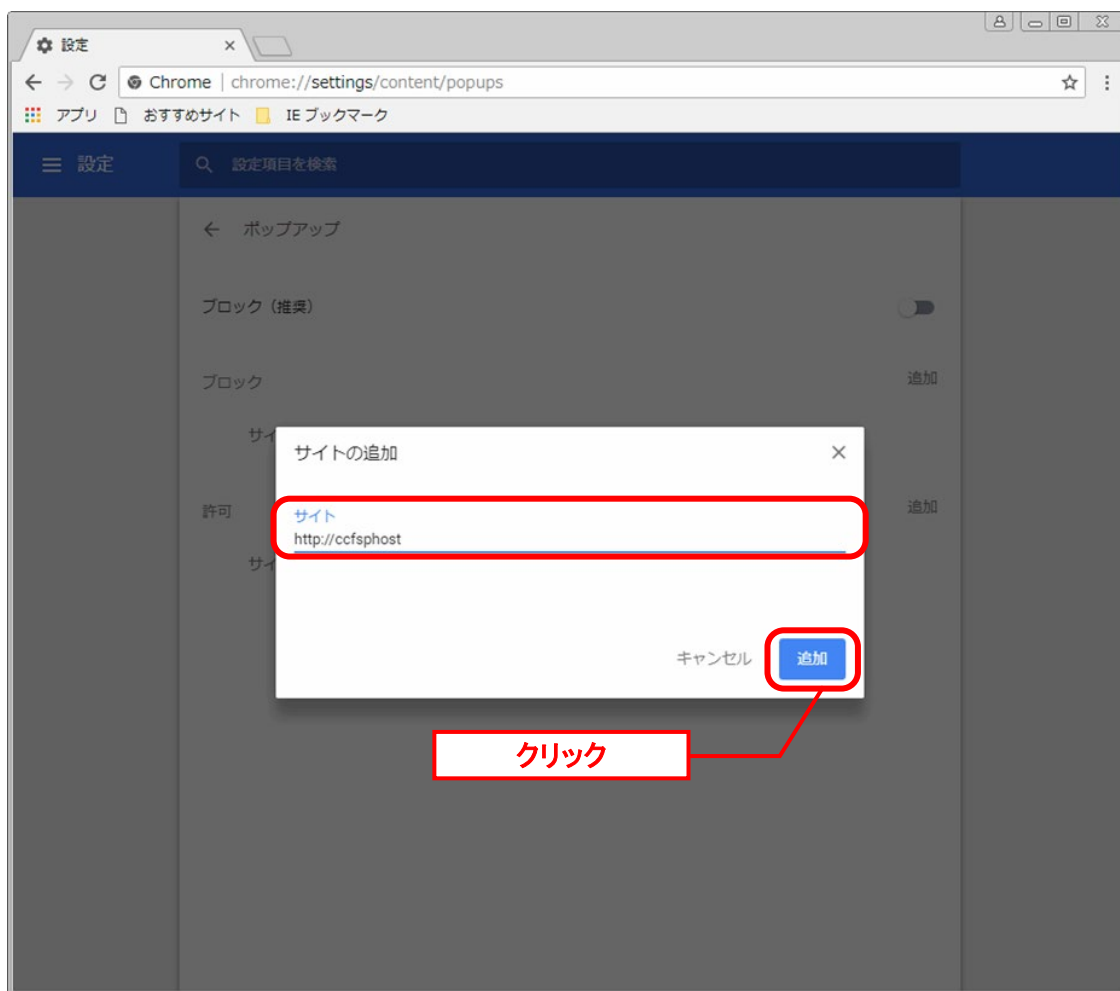 設定
Chrome | chrome://settings/content/popups
アプリ おすすめサイト IE ブックマーク
設定 設定項目を検索
ポップアップ
ブロック（推奨）
ブロック 追加
サイ
サイトの追加
許可 追加
サイト
http://ccfsphost
サイ
キャンセル 追加
クリック